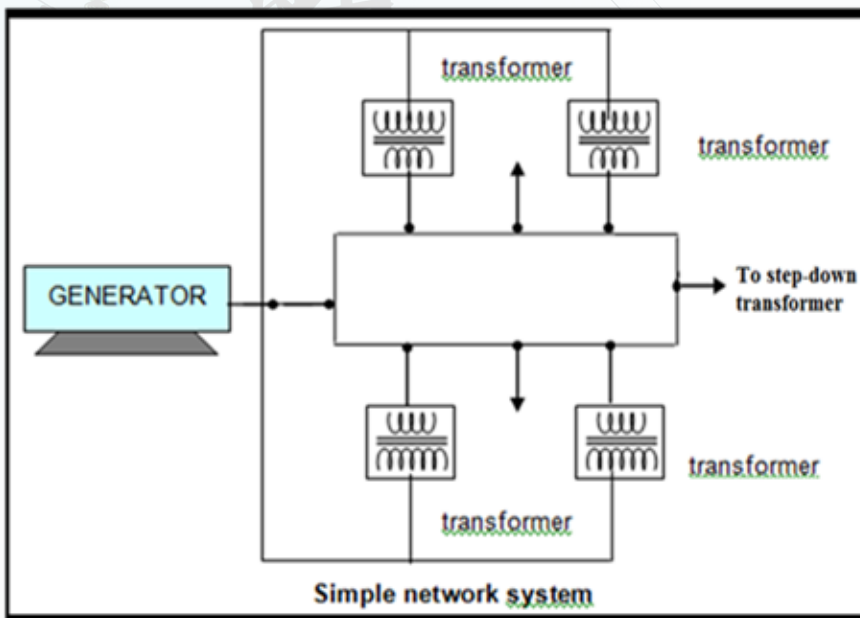 transformer
transformer
GENERATOR
To step-down
transformer
transformer
transformer
Simple network system